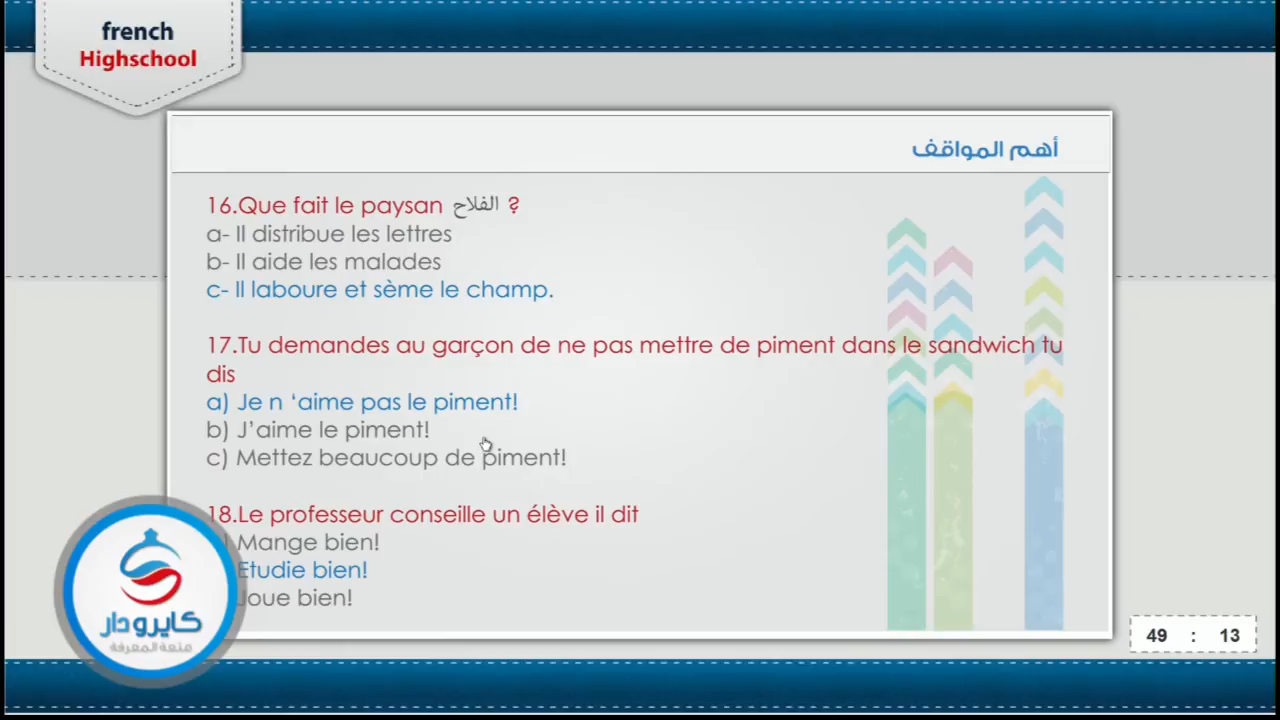 french
Highschool
أهم المواقف
16.Que fait le paysan الفلاح ?
a- Il distribue les lettres
b- Il aide les malades
c- Il laboure et sème le champ.
17.Tu demandes au garçon de ne pas mettre de piment dans le sandwich tu
dis
a) Je n ‘aime pas le piment!
b) J’aime le piment!
c) Mettez beaucoup de piment!
18.Le professeur conseille un élève il dit
) Mange bien!
Etudie bien!
Joue bien!
كايرودار
متعة المعرفة
49 : 13